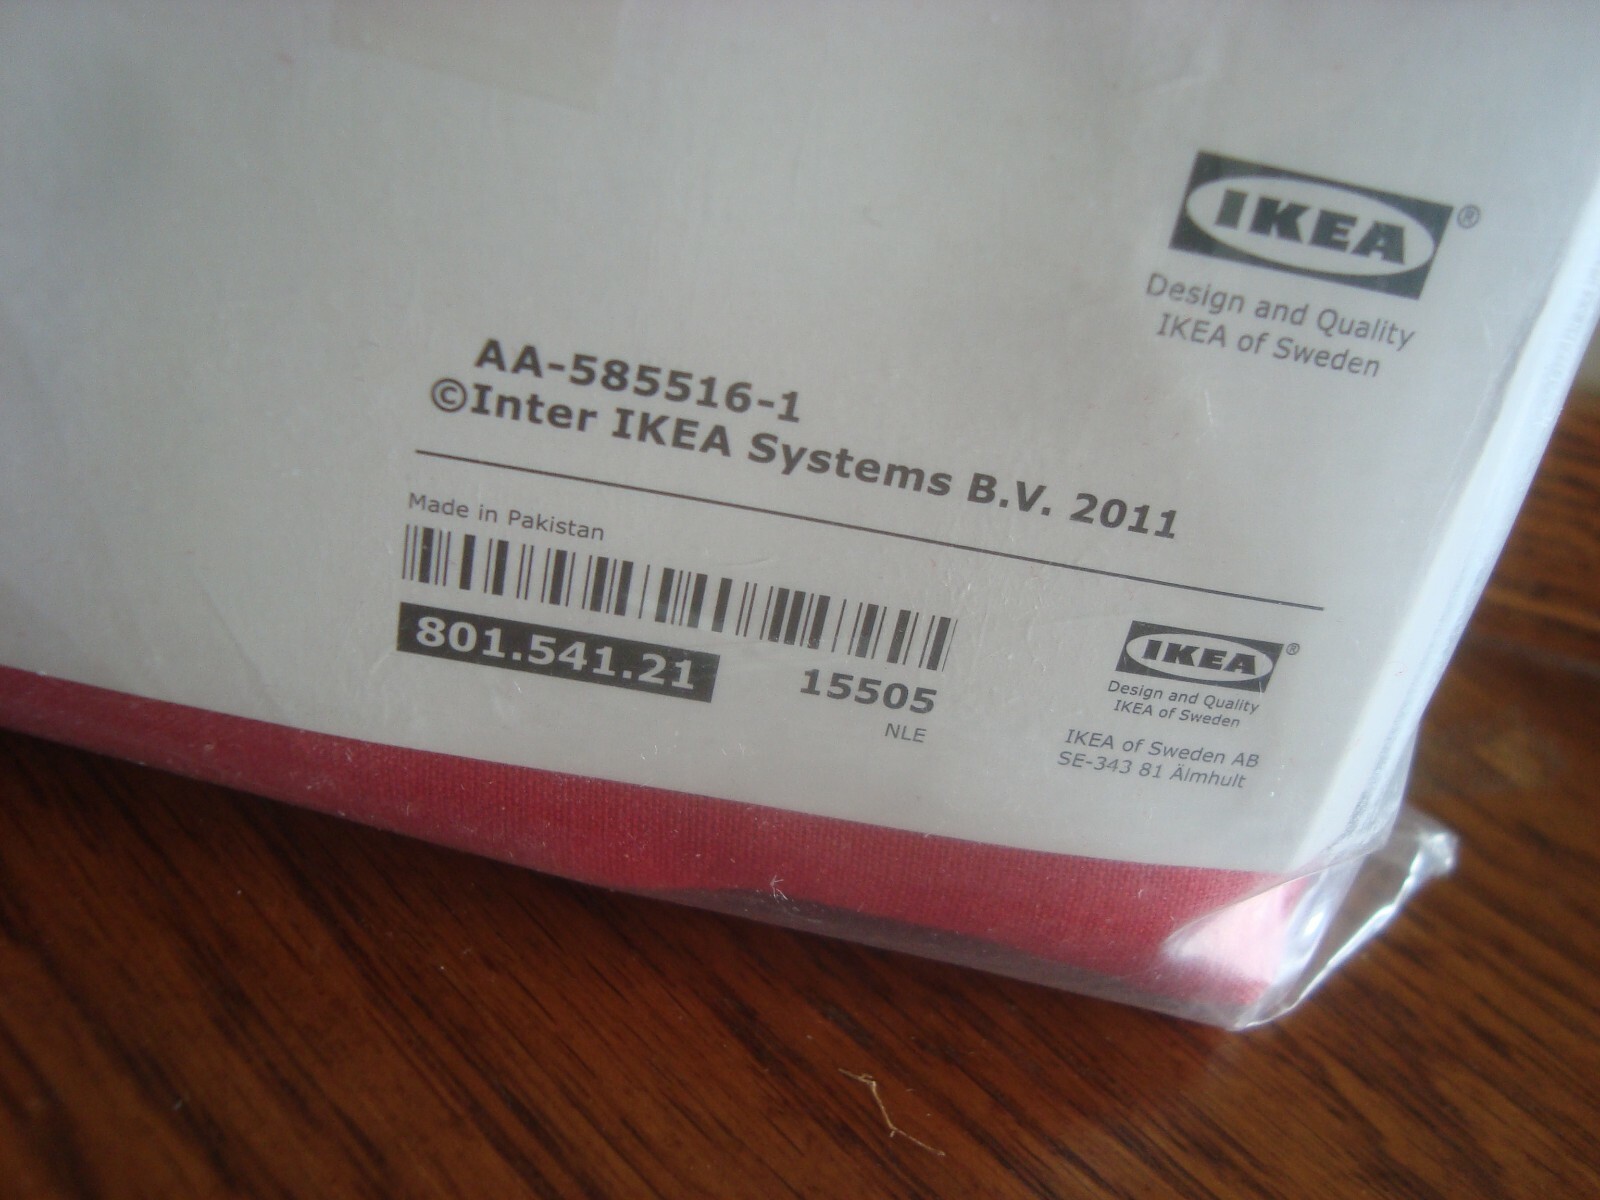 IKEA®
Design and Quality
IKEA of Sweden
AA-585516-1
©Inter IKEA Systems B.V. 2011
Made in Pakistan
801.541.21
15505
NLE
IKEA®
Design and Quality
IKEA of Sweden
IKEA of Sweden AB
SE-343 81 Älmhult